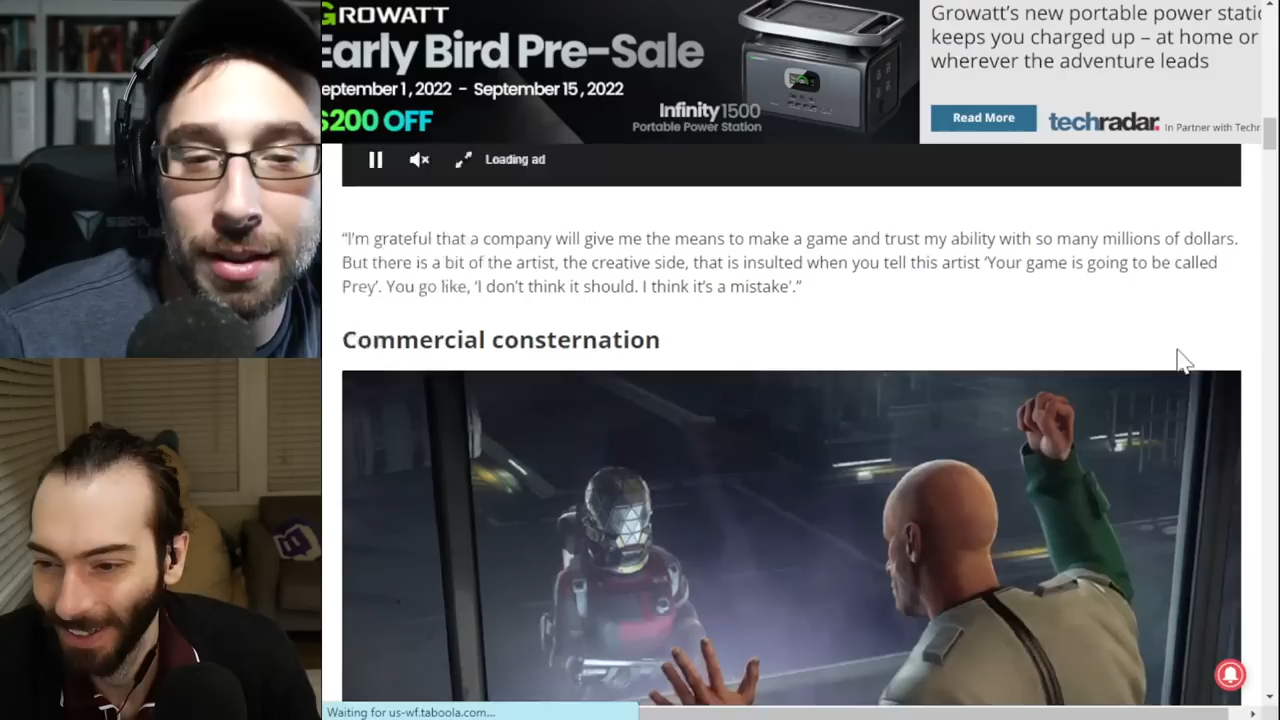 GROWATT
Early Bird Pre-Sale
September 1, 2022 - September 15, 2022
$200 OFF
Infinity 1500
Portable Power Station
Growatt's new portable power static
keeps you charged up – at home or
wherever the adventure leads
Read More
techradar. In Partner with Techr
Loading ad
“I'm grateful that a company will give me the means to make a game and trust my ability with so many millions of dollars.
But there is a bit of the artist, the creative side, that is insulted when you tell this artist ‘Your game is going to be called
Prey’. You go like, ‘I don't think it should. I think it's a mistake’.”
Commercial consternation
Waiting for us-wf.taboola.com...